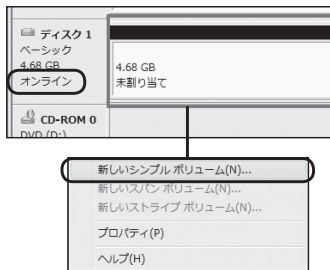 ディスク 1
ベーシック
4.68 GB
オンライン
4.68 GB
未割り当て
CD-ROM 0
DVD (D:)
新しいシンプル ボリューム(N)...
新しいスパン ボリューム(N)...
新しいストライプ ボリューム(N)...
プロパティ(P)
ヘルプ(H)